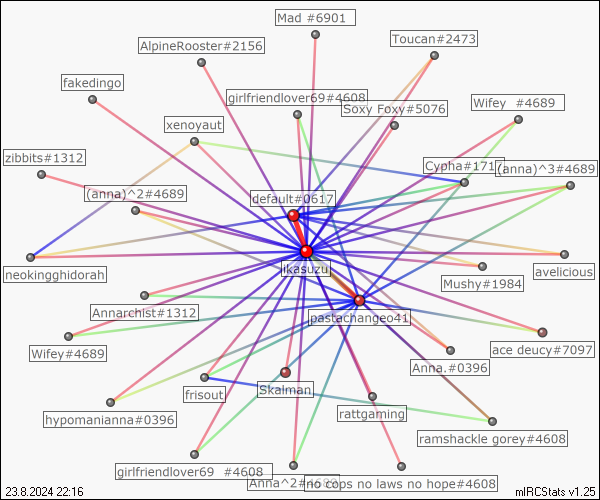 Mad #6901
Toucan#2473
AlpineRooster#2156
fakedingo
girlfriendlover69#4608
Soxy Foxy#5076
Wifey #4689
xenoyaut
zibbits#1312
Cypha#171
(anna)^3#4689
(anna)^2#4689
default#0617
neokingghidorah
ikasuzu
avelicious
Mushy#1984
Annarchist#1312
pastachangeo41
Wifey#4689
ace deucy#7097
Anna.#0396
frisout
Skalman
hypomanianna#0396
rattgaming
ramshackle gorey#4608
girlfriendlover69 #4608
Anna^2#
no cops no laws no hope#4608
23.8.2024 22:16
mIRCStats v1.25